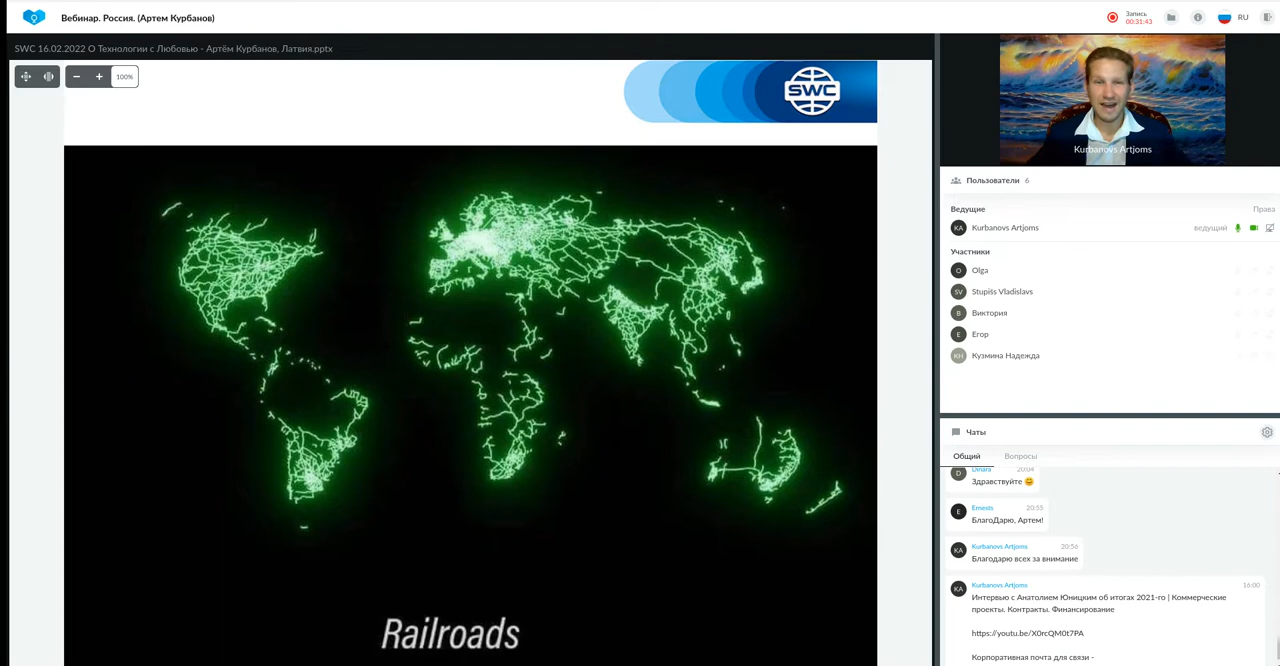 Вебинар. Россия. (Артем Курбанов)
Запись
00:31:43
RU
SWC 16.02.2022 О Технологии с Любовью - Артём Курбанов, Латвия.pptx
100%
SWC
Railroads
Kurbanovs Artjoms
Пользователи 6
Ведущие Права
KA Kurbanovs Artjoms ведущий
Участники
O Olga
SV Stupišs Vladislavs
В Виктория
Е Егор
КН Кузмина Надежда
Чаты
Общий Вопросы
D Dinara 20:04
Здравствуйте 😊
E Ernests 20:55
БлагоДарю, Артем!
KA Kurbanovs Artjoms 20:56
Благодарю всех за внимание
KA Kurbanovs Artjoms 16:00
Интервью с Анатолием Юницким об итогах 2021-го | Коммерческие
проекты. Контракты. Финансирование
https://youtu.be/X0rcQM0t7PA
Корпоративная почта для связи -